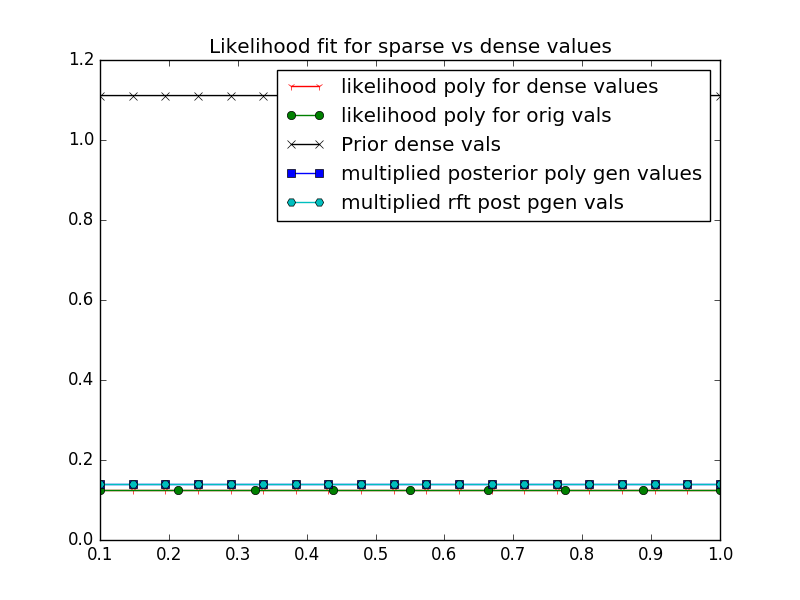 Likelihood fit for sparse vs dense values
likelihood poly for dense values
likelihood poly for orig vals
Prior dense vals
multiplied posterior poly gen values
multiplied rft post pgen vals
1.2
1.0
0.8
0.6
0.4
0.2
0.0
0.1 0.2 0.3 0.4 0.5 0.6 0.7 0.8 0.9 1.0